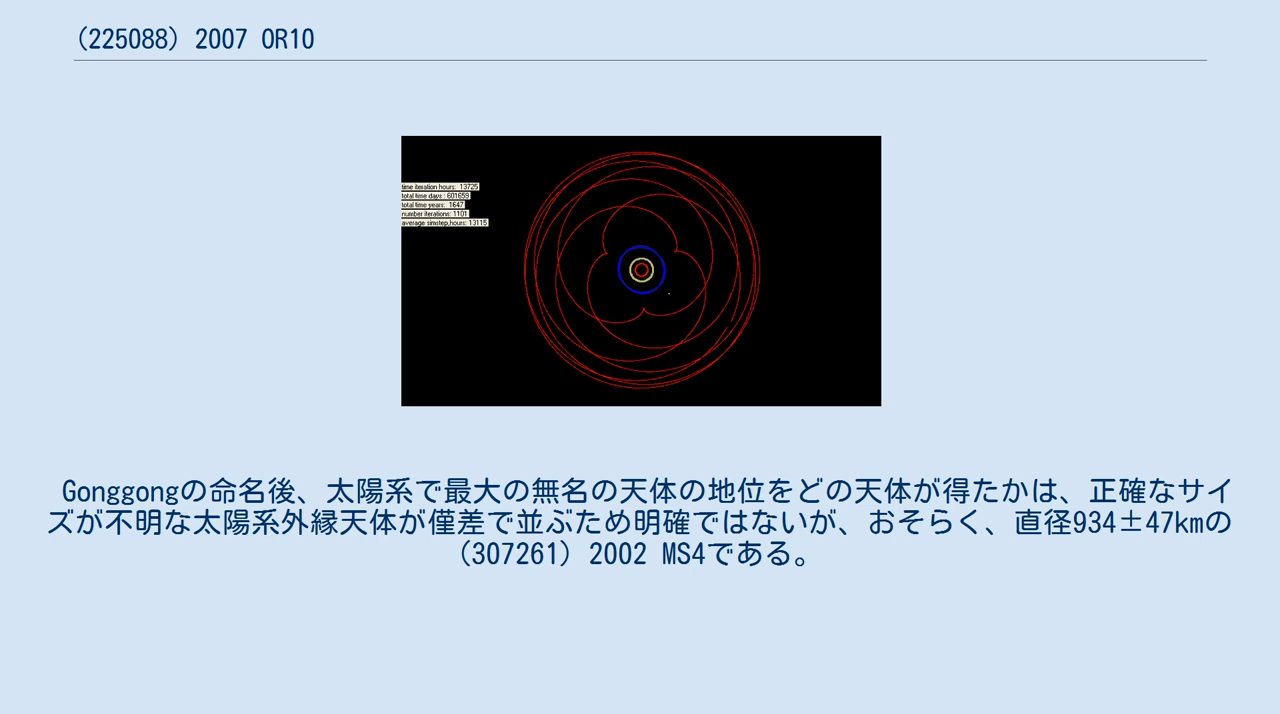 (225088) 2007 OR10
time iteration hours: 13725
total time days : 601659
total time years: 1647
number iterations: 1101
average simstep,hours: 13115
Gonggongの命名後、太陽系で最大の無名の天体の地位をどの天体が得たかは、正確なサイ
ズが不明な太陽系外縁天体が僅差で並ぶため明確ではないが、おそらく、直径934±47kmの
(307261) 2002 MS4である。